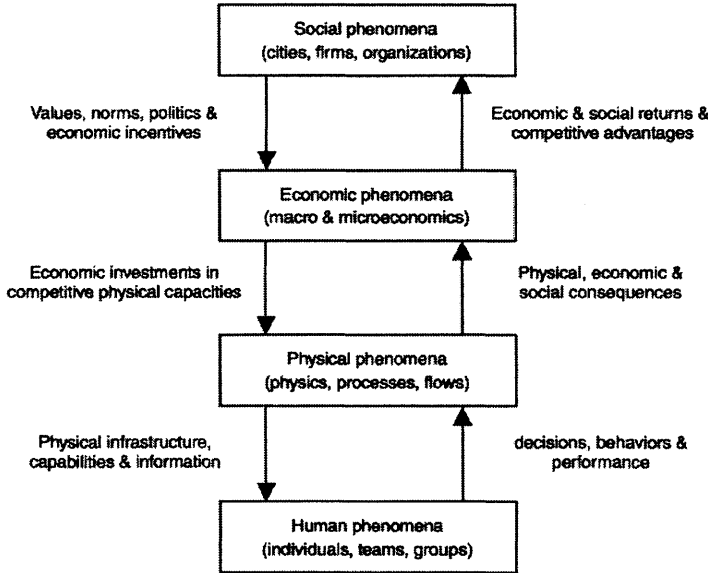 Social phenomena
(cities, firms, organizations)
Values, norms, politics &
economic incentives
Economic & social returns &
competitive advantages
Economic phenomena
(macro & microeconomics)
Economic investments in
competitive physical capacities
Physical, economic &
social consequences
Physical phenomena
(physics, processes, flows)
Physical infrastructure,
capabilities & information
decisions, behaviors &
performance
Human phenomena
(individuals, teams, groups)